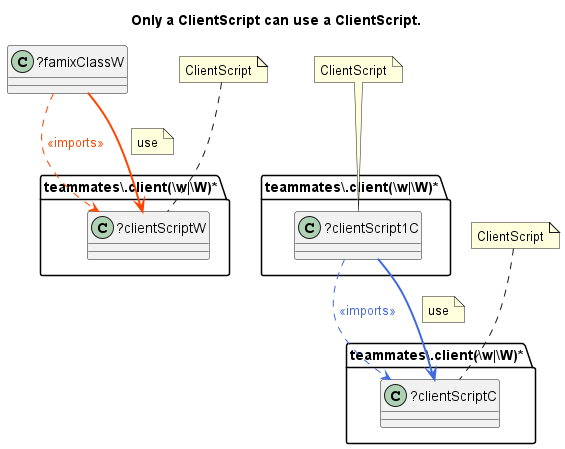 Only a ClientScript can use a ClientScript.
C ?famixClassW
ClientScript
ClientScript
«imports»
use
teammates\.client(\w|\W)*
teammates\.client(\w|\W)*
C ?clientScriptW
C ?clientScript1C
ClientScript
«imports»
use
teammates\.client(\w|\W)*
C ?clientScriptC